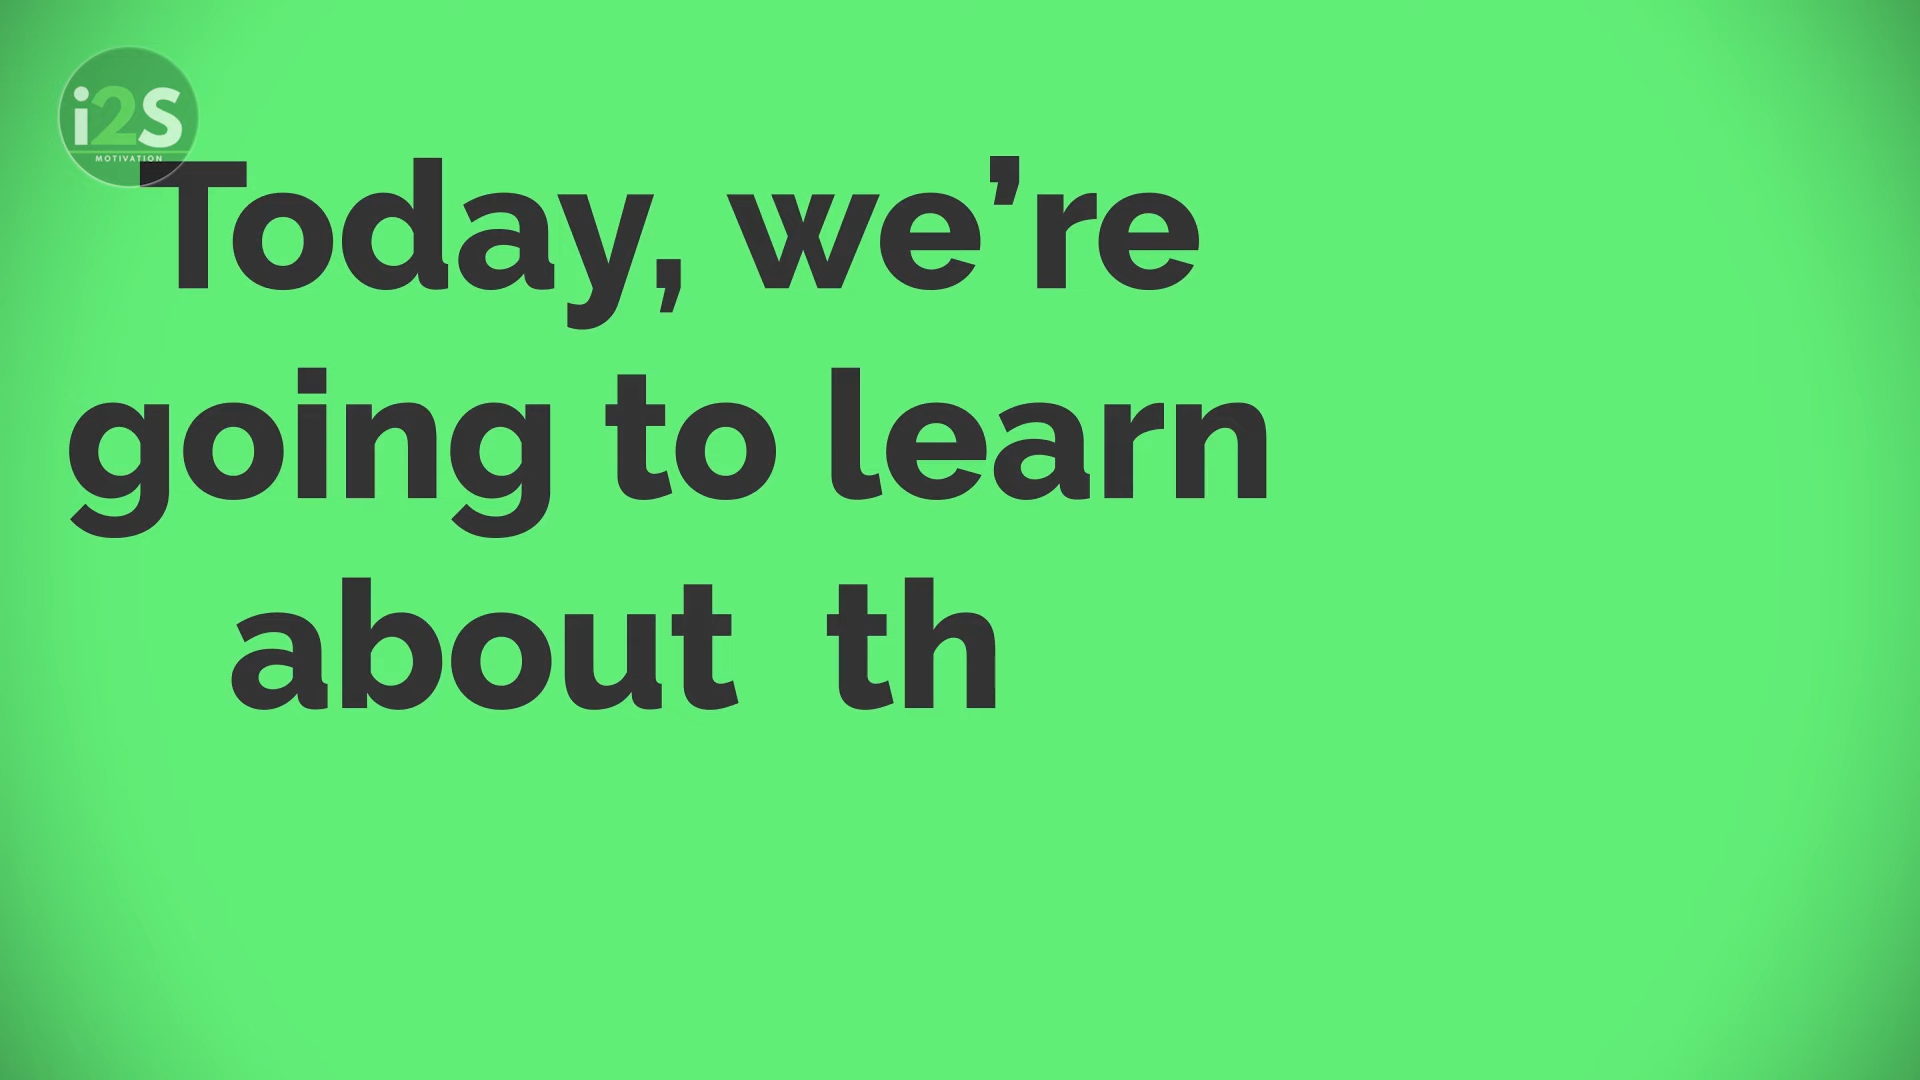 i2S
MOTIVATION
Today, we’re
going to learn
about th